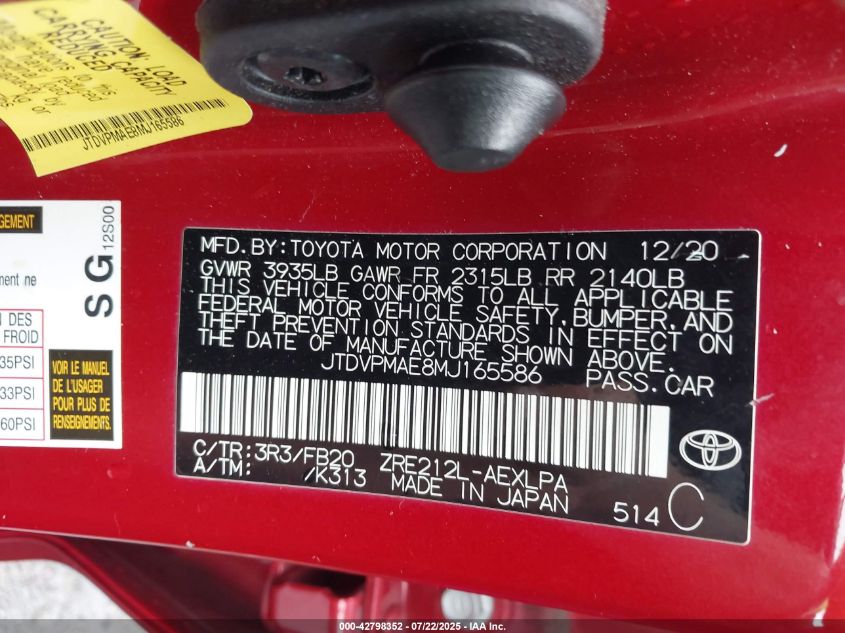 CAUTION: LOAD
CARRYING CAPACITY
REDUCED
JTDVPMAE8MJ165586
GEMENT
ment ne
SG 12S00
N DES
FROID
35PSI
33PSI
60PSI
VOIR LE MANUEL
DE L'USAGER
POUR PLUS DE
RENSEIGNEMENTS.
MFD. BY: TOYOTA MOTOR CORPORATION 12/20
GVWR 3935LB GAWR FR 2315LB RR 2140LB
THIS VEHICLE CONFORMS TO ALL APPLICABLE
FEDERAL MOTOR VEHICLE SAFETY, BUMPER, AND
THEFT PREVENTION STANDARDS IN EFFECT ON
THE DATE OF MANUFACTURE SHOWN ABOVE.
JTDVPMAE8MJ165586 PASS. CAR
C/TR: 3R3/FB20 ZRE212L-AEXLPA
A/TM: /K313 MADE IN JAPAN
514 C
000-42798352 - 07/22/2025 - IAA, Inc.